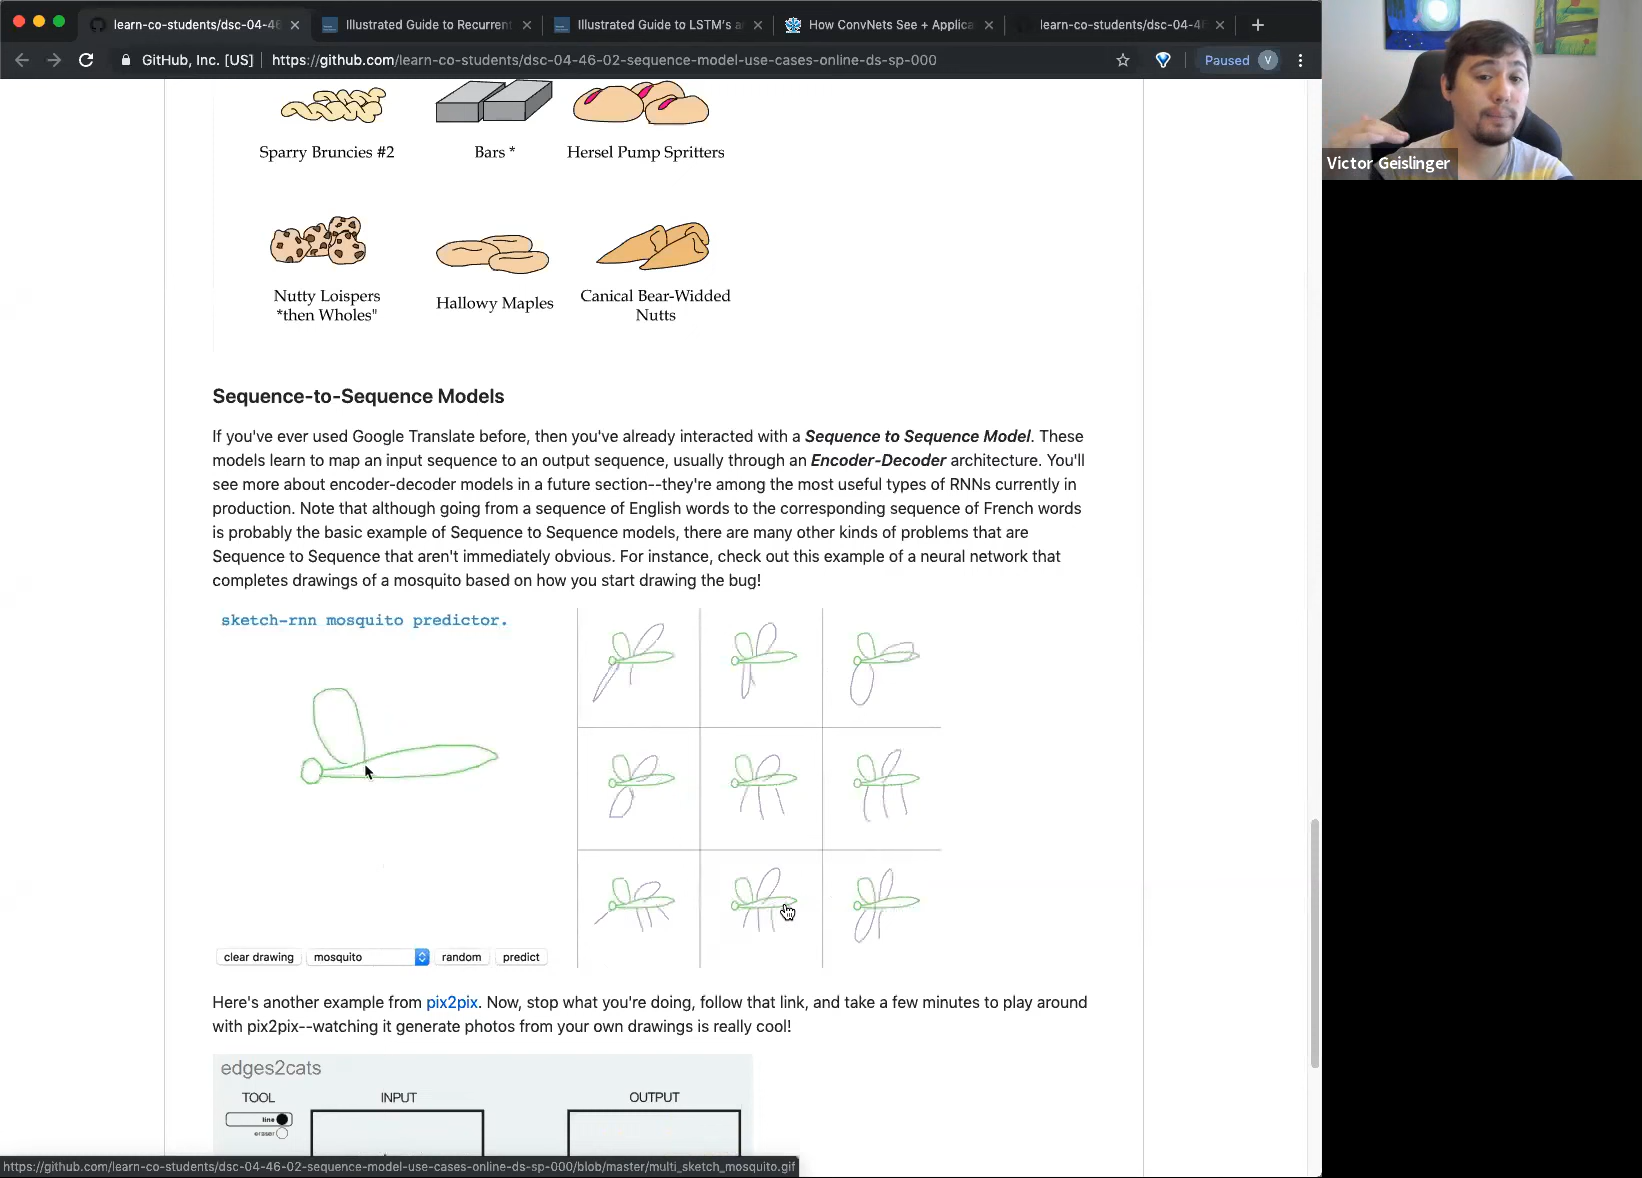 learn-co-students/dsc-04-46
Illustrated Guide to Recurrent
Illustrated Guide to LSTM's a
How ConvNets See + Applica
learn-co-students/dsc-04-4
GitHub, Inc. [US]
https://github.com/learn-co-students/dsc-04-46-02-sequence-model-use-cases-online-ds-sp-000
Paused
V
Victor Geislinger
Sparry Bruncies #2
Bars *
Hersel Pump Spritters
Nutty Loispers
*then Wholes"
Hallowy Maples
Canical Bear-Widded
Nutts
Sequence-to-Sequence Models
If you've ever used Google Translate before, then you've already interacted with a Sequence to Sequence Model. These
models learn to map an input sequence to an output sequence, usually through an Encoder-Decoder architecture. You'll
see more about encoder-decoder models in a future section--they're among the most useful types of RNNs currently in
production. Note that although going from a sequence of English words to the corresponding sequence of French words
is probably the basic example of Sequence to Sequence models, there are many other kinds of problems that are
Sequence to Sequence that aren't immediately obvious. For instance, check out this example of a neural network that
completes drawings of a mosquito based on how you start drawing the bug!
sketch-rnn mosquito predictor.
clear drawing
mosquito
random
predict
Here's another example from pix2pix. Now, stop what you're doing, follow that link, and take a few minutes to play around
with pix2pix--watching it generate photos from your own drawings is really cool!
edges2cats
TOOL
INPUT
OUTPUT
line
eraser
https://github.com/learn-co-students/dsc-04-46-02-sequence-model-use-cases-online-ds-sp-000/blob/master/multi_sketch_mosquito.gif